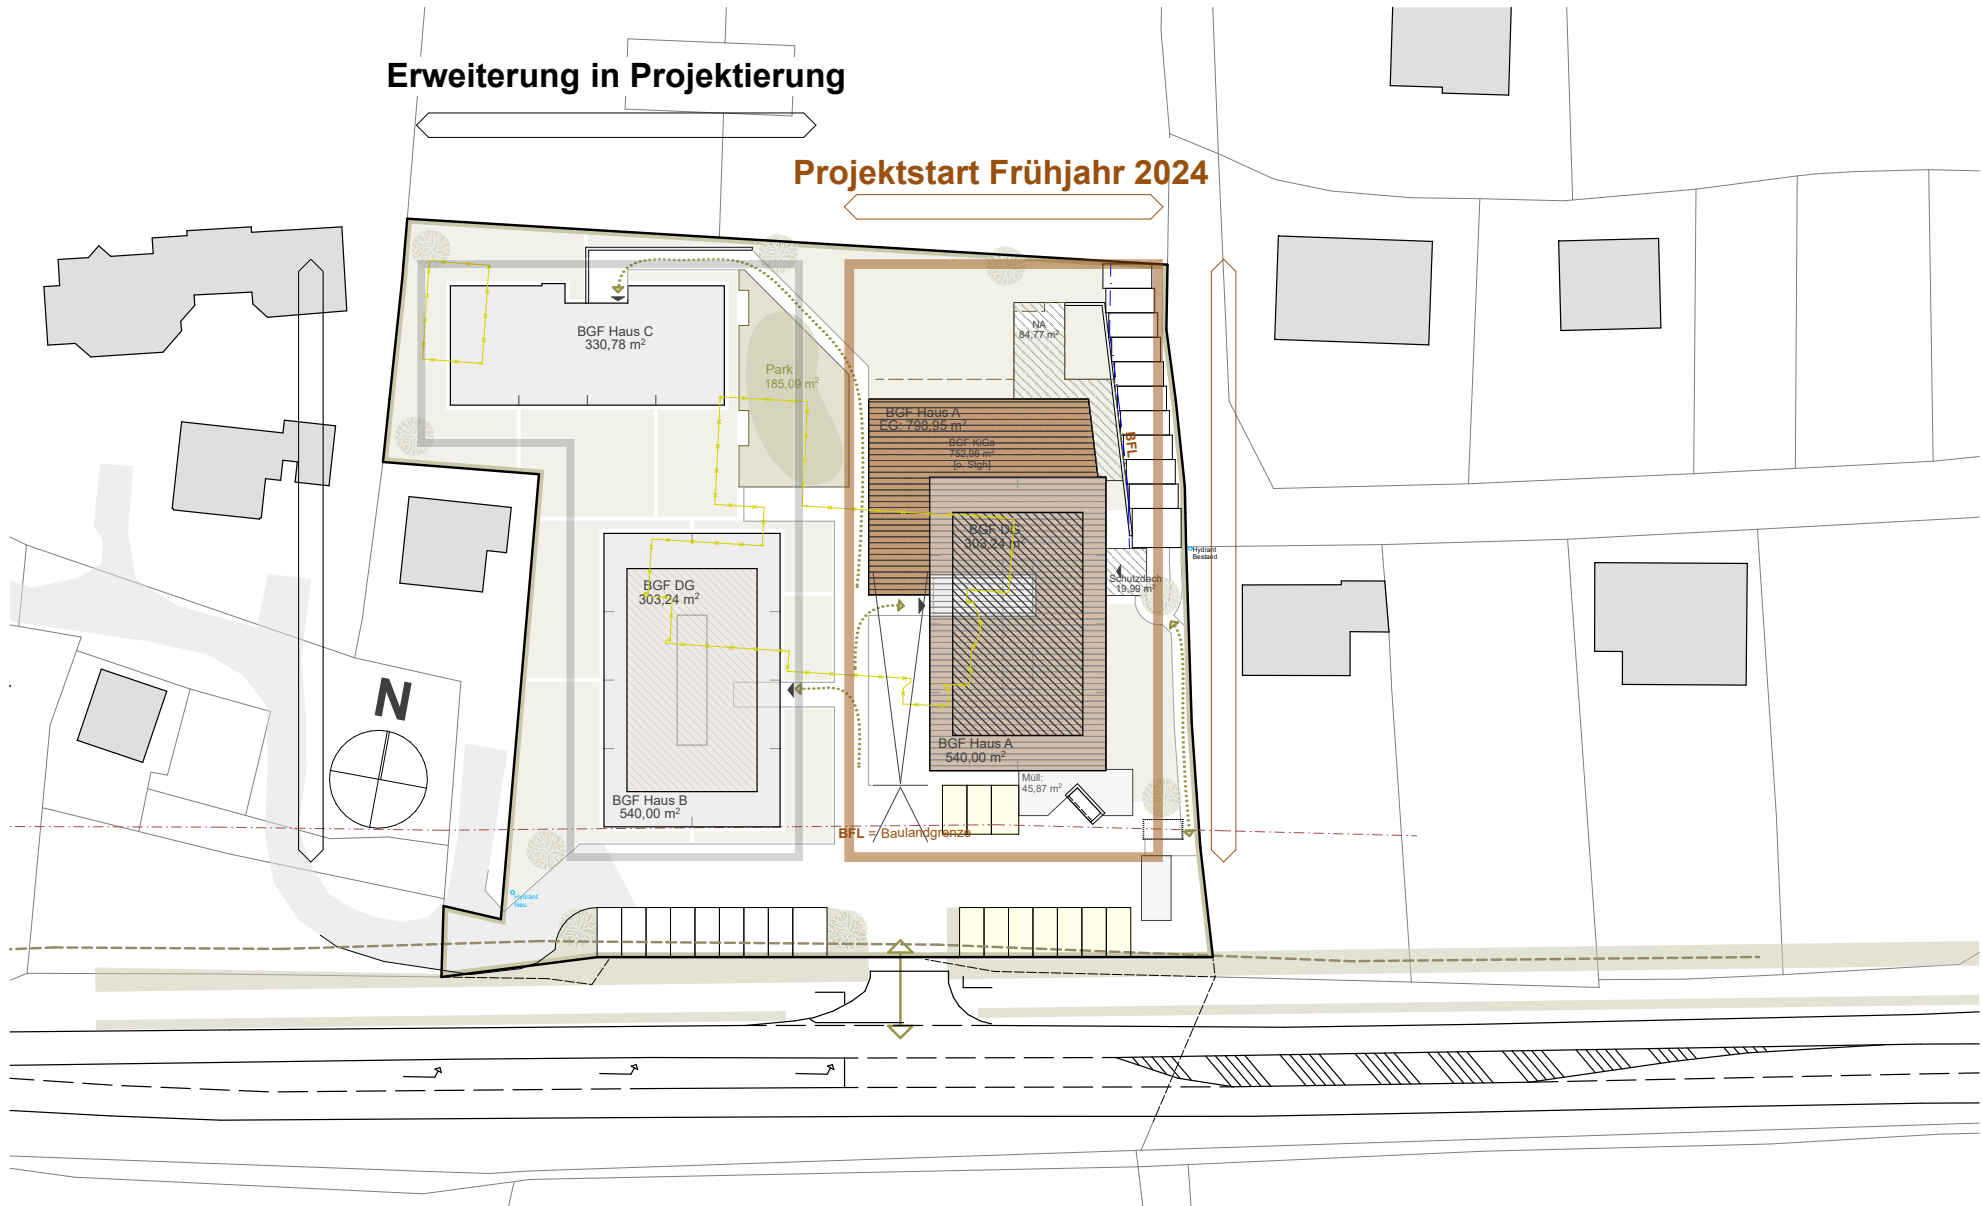 Erweiterung in Projektierung
Projektstart Frühjahr 2024
BGF Haus C
330,78 m²
NA
84,77 m²
Park
185,09 m²
BGF Haus A
EG: 798.95 m²
BGF KiGa
752,96 m²
[o. Stgh]
BFL
BGF DG
303,24 m²
Hydrant
Bestand
Schutzdach
19,99 m²
BGF DG
303,24 m²
N
BGF Haus A
540,00 m²
Müll:
45,87 m²
BGF Haus B
540,00 m²
BFL = Baulandgrenze
Hydrant
Neu